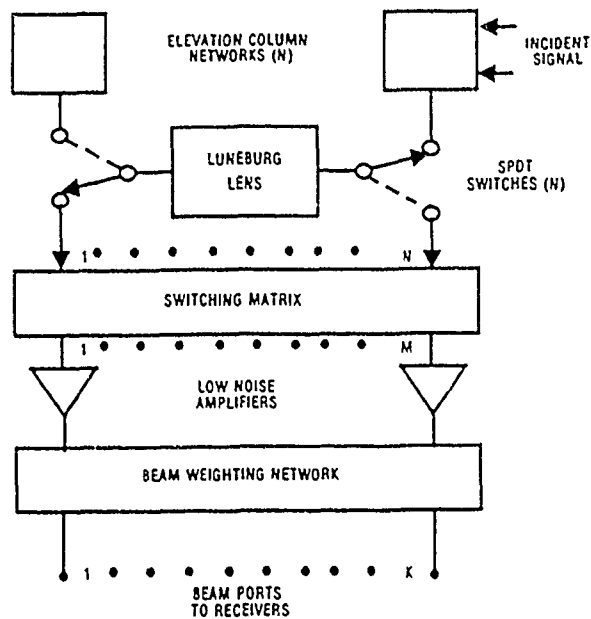 ELEVATION COLUMN
NETWORKS (N)
INCIDENT
SIGNAL
LUNEBURG
LENS
SPDT
SWITCHES (N)
1 N
SWITCHING MATRIX
1 M
LOW NOISE
AMPLIFIERS
BEAM WEIGHTING NETWORK
1 K
BEAM PORTS
TO RECEIVERS